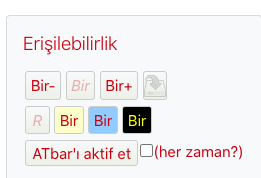 Erişilebilirlik
Bir- Bir Bir+
R Bir Bir Bir
ATbar'ı aktif et (her zaman?)